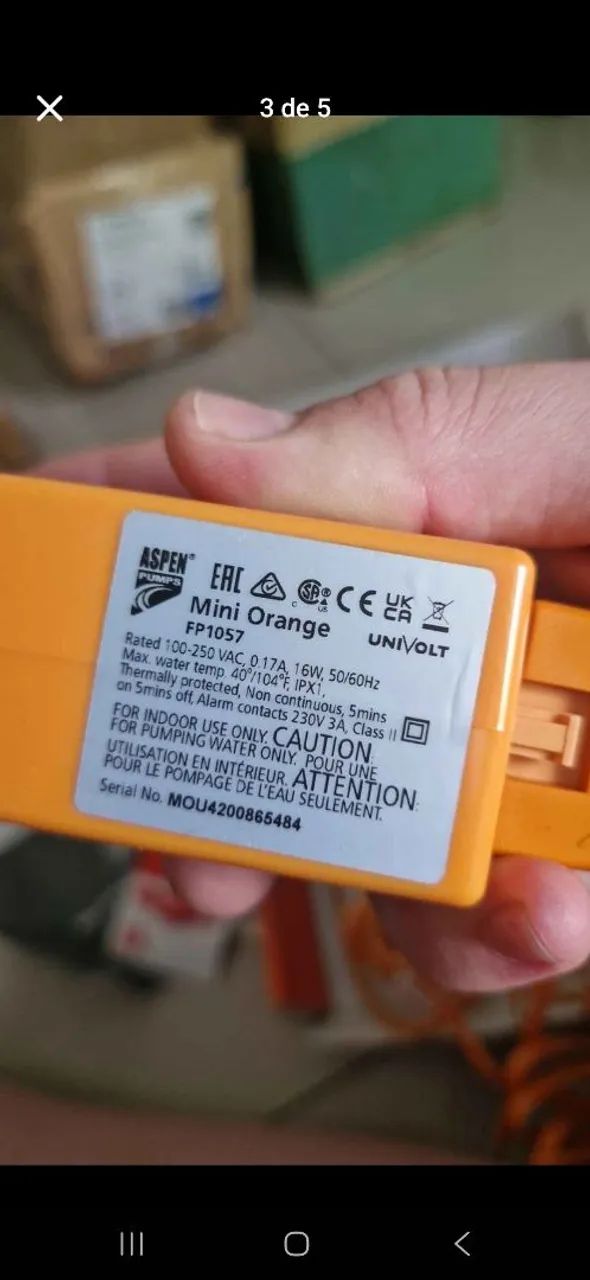 3 de 5
ASPEN®
PUMPS
EAC
SA®
C US
CE
UK
CA
Mini Orange
FP1057
UNIVOLT
Rated 100-250 VAC, 0.17A, 16W, 50/60Hz
Max. water temp. 40°/104°F, IPX1,
Thermally protected, Non continuous, 5mins
on 5mins off, Alarm contacts 230V 3A, Class II
FOR INDOOR USE ONLY. CAUTION:
FOR PUMPING WATER ONLY. POUR UNE
UTILISATION EN INTÉRIEUR. ATTENTION:
POUR LE POMPAGE DE L'EAU SEULEMENT.
Serial No. MOU4200865484